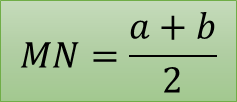 MN = (a + b) / 2